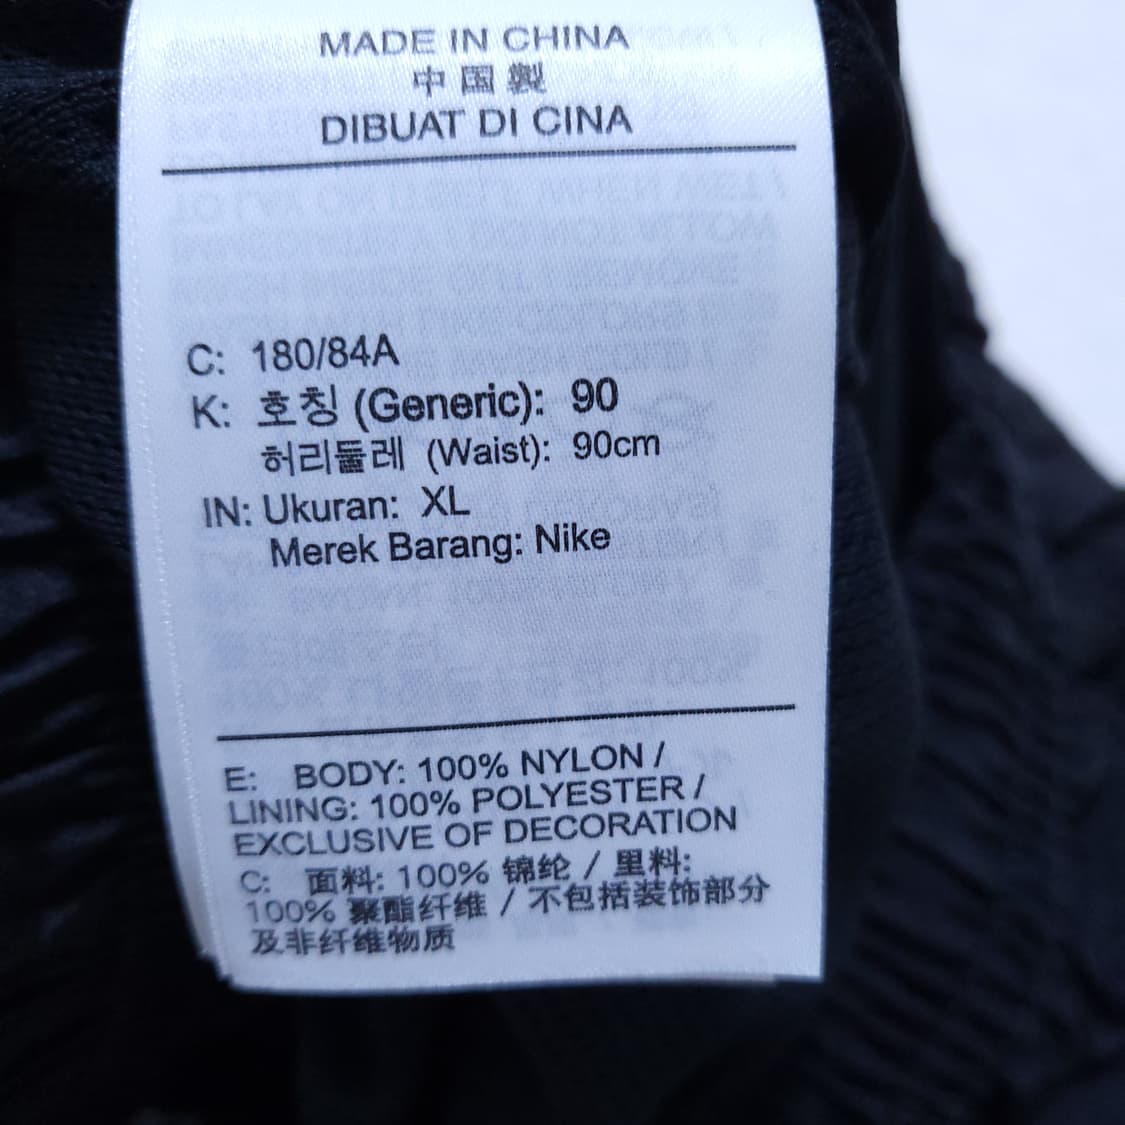 MADE IN CHINA
中国製
DIBUAT DI CINA
C: 180/84A
K: 호칭 (Generic): 90
허리둘레 (Waist): 90cm
IN: Ukuran: XL
Merek Barang: Nike
E: BODY: 100% NYLON /
LINING: 100% POLYESTER /
EXCLUSIVE OF DECORATION
C: 面料: 100% 锦纶 / 里料:
100% 聚酯纤维 / 不包括装饰部分
及非纤维物质